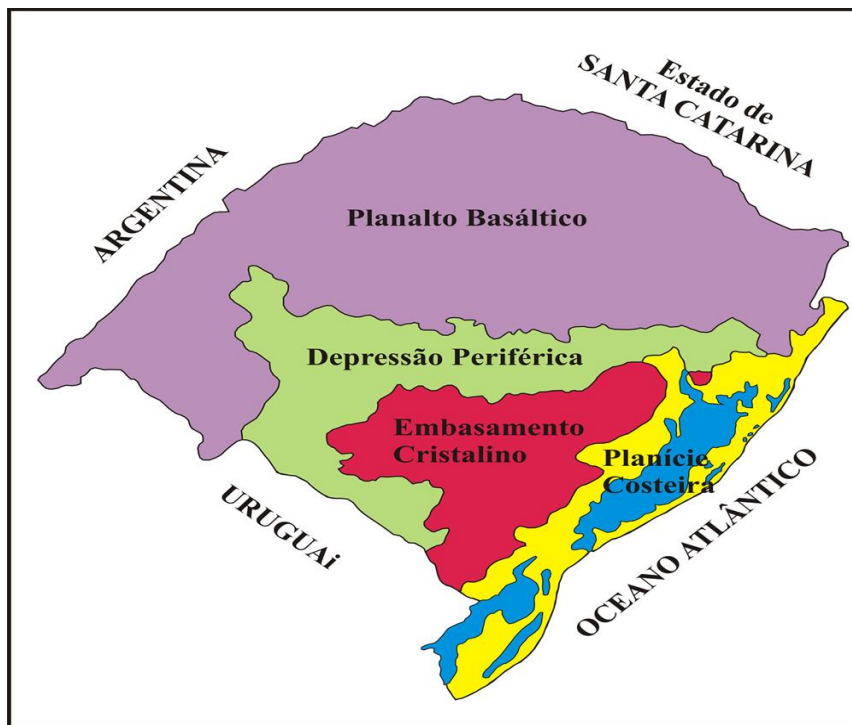 Estado de
SANTA CATARINA
ARGENTINA
Planalto Basáltico
Depressão Periférica
Embasamento
Cristalino
Planície
Costeira
URUGUAi
OCEANO ATLÂNTICO